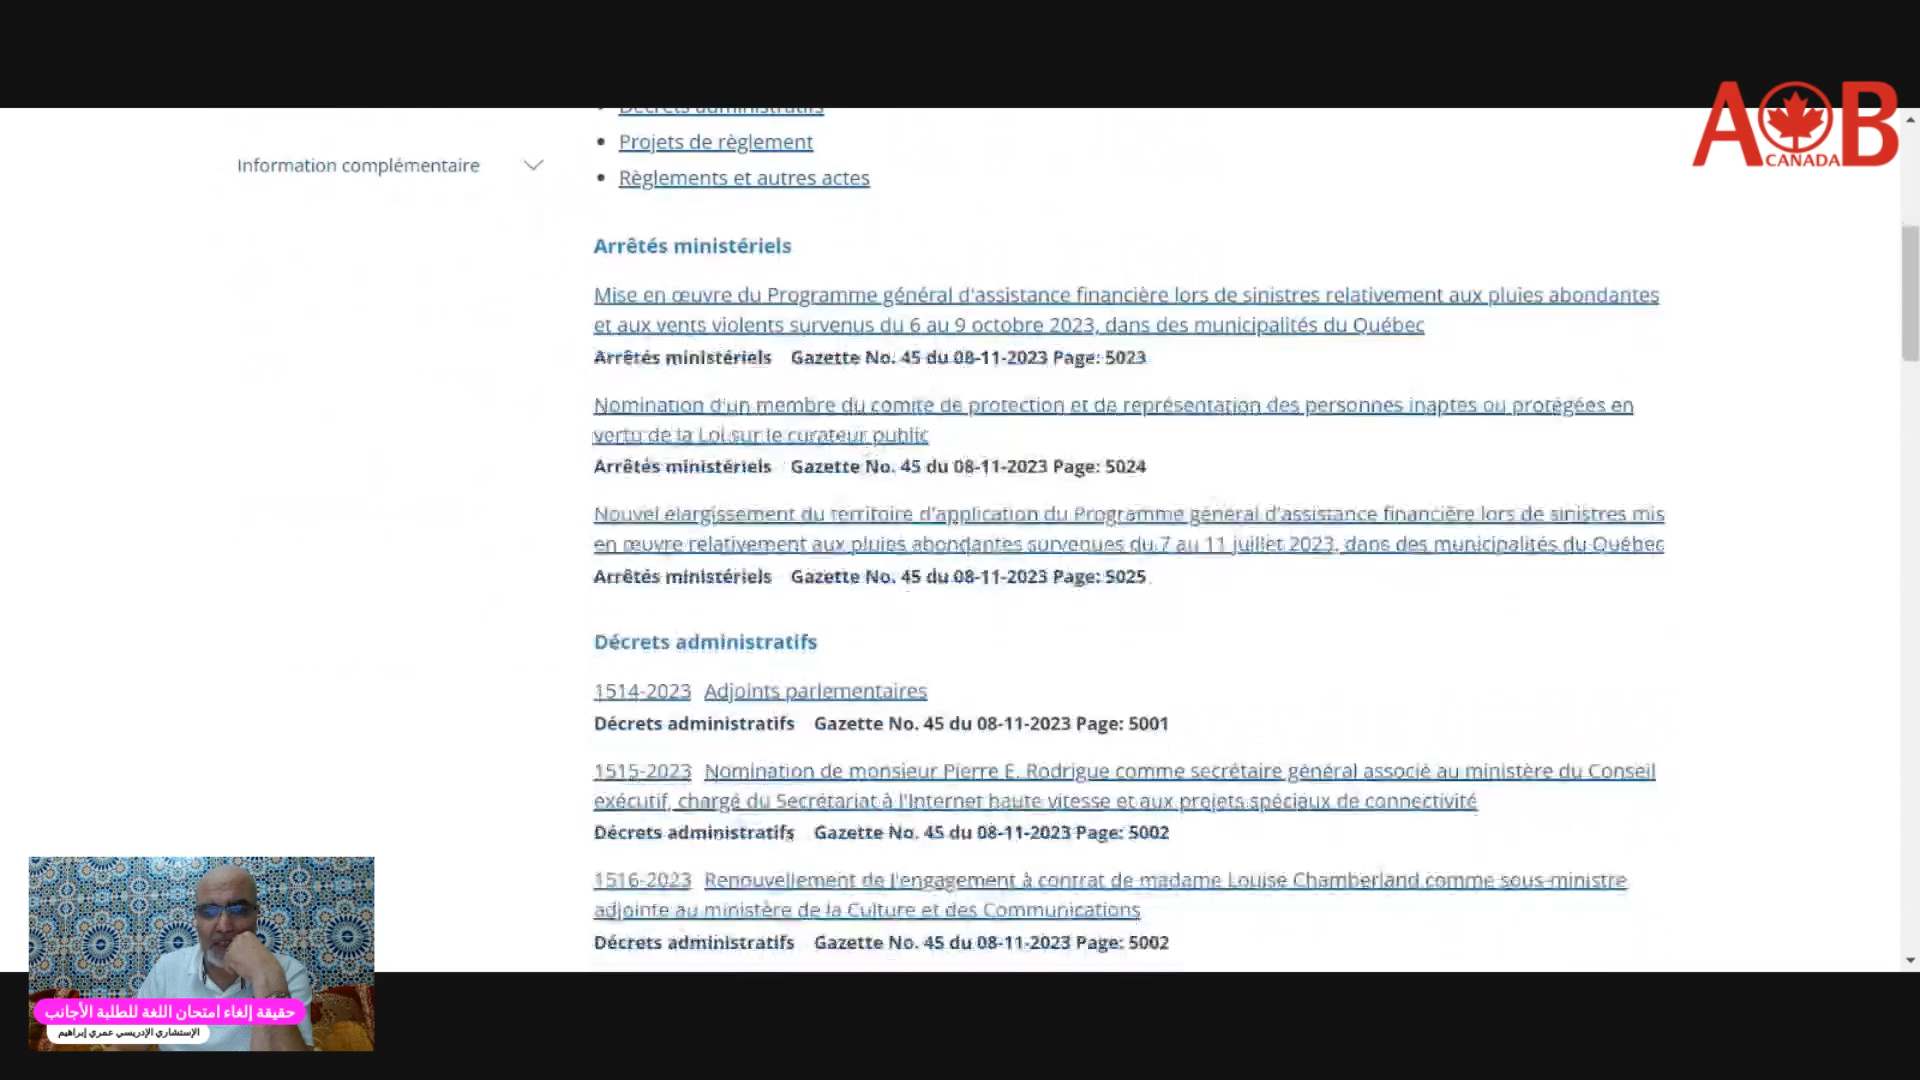 Décrets administratifs
Projets de règlement
Règlements et autres actes
Information complémentaire
AOB
CANADA
Arrêtés ministériels
Mise en œuvre du Programme général d'assistance financière lors de sinistres relativement aux pluies abondantes
et aux vents violents survenus du 6 au 9 octobre 2023, dans des municipalités du Québec
Arrêtés ministériels Gazette No. 45 du 08-11-2023 Page: 5023
Nomination d'un membre du comité de protection et de représentation des personnes inaptes ou protégées en
vertu de la Loi sur le curateur public
Arrêtés ministériels Gazette No. 45 du 08-11-2023 Page: 5024
Nouvel élargissement du territoire d'application du Programme général d'assistance financière lors de sinistres mis
en œuvre relativement aux pluies abondantes survenues du 7 au 11 juillet 2023, dans des municipalités du Québec
Arrêtés ministériels Gazette No. 45 du 08-11-2023 Page: 5025
Décrets administratifs
1514-2023 Adjoints parlementaires
Décrets administratifs Gazette No. 45 du 08-11-2023 Page: 5001
1515-2023 Nomination de monsieur Pierre E. Rodrigue comme secrétaire général associé au ministère du Conseil
exécutif, chargé du Secrétariat à l'Internet haute vitesse et aux projets spéciaux de connectivité
Décrets administratifs Gazette No. 45 du 08-11-2023 Page: 5002
1516-2023 Renouvellement de l'engagement à contrat de madame Louise Chamberland comme sous-ministre
adjointe au ministère de la Culture et des Communications
Décrets administratifs Gazette No. 45 du 08-11-2023 Page: 5002
حقيقة إلغاء امتحان اللغة للطلبة الأجانب
الإستشاري الإدريسي عمري إبراهيم